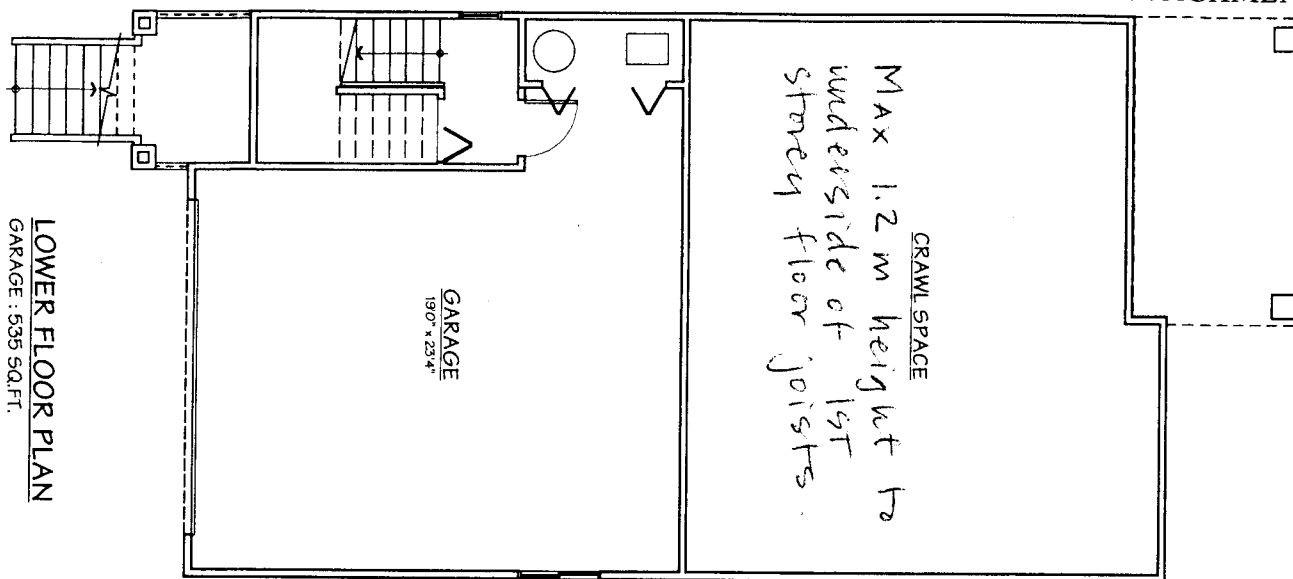 CRAWL SPACE
MAX 1.2 m height to
underside of 1ST
storey floor joists.
GARAGE
19'0" x 23'4"
LOWER FLOOR PLAN
GARAGE : 535 SQ.FT.